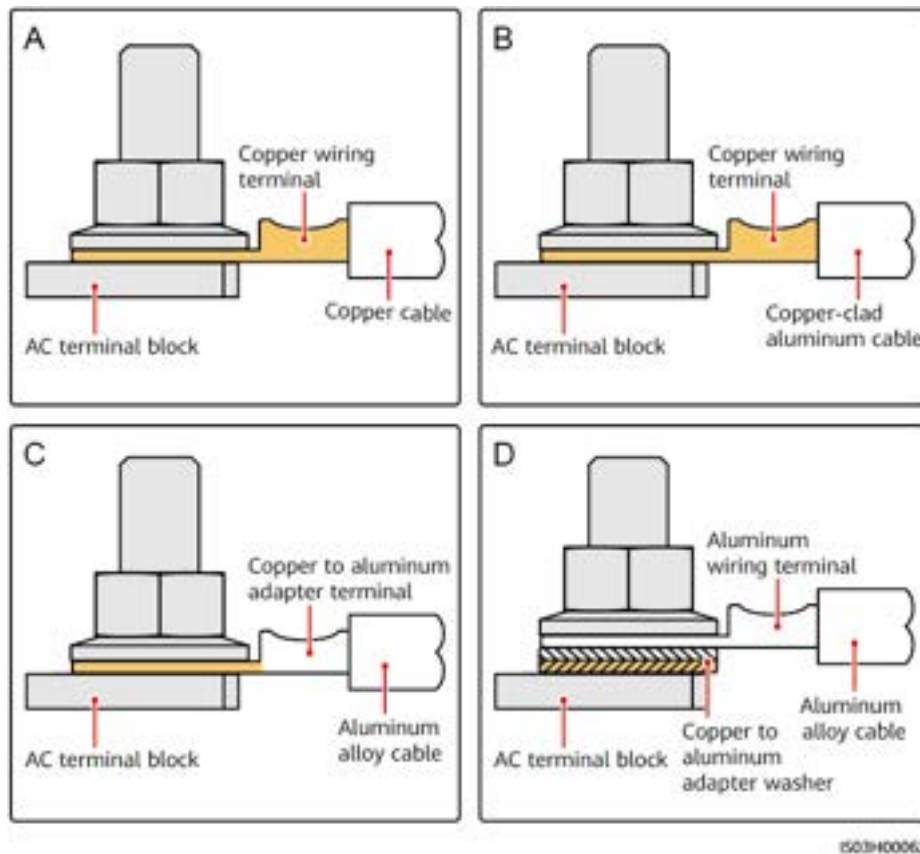 A
Copper wiring
terminal
Copper cable
AC terminal block
B
Copper wiring
terminal
Copper-clad
aluminum cable
AC terminal block
C
Copper to aluminum
adapter terminal
Aluminum
alloy cable
AC terminal block
D
Aluminum
wiring terminal
Aluminum
alloy cable
Copper to
aluminum
adapter washer
AC terminal block